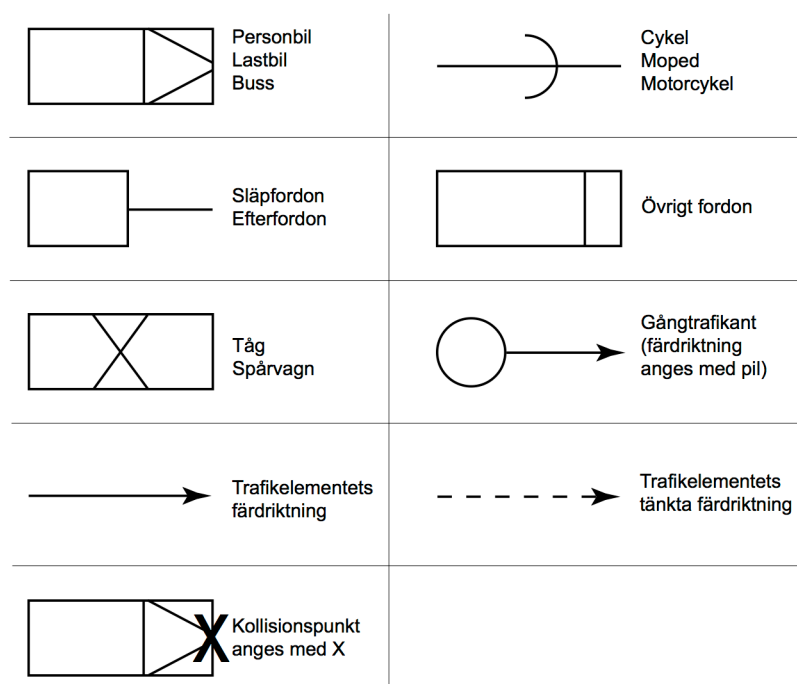 Personbil
Lastbil
Buss
Cykel
Moped
Motorcykel
Släpfordon
Efterfordon
Övrigt fordon
Tåg
Spårvagn
Gångtrafikant
(färdriktning
anges med pil)
Trafikelementets
färdriktning
Trafikelementets
tänkta färdriktning
X
Kollisionspunkt
anges med X